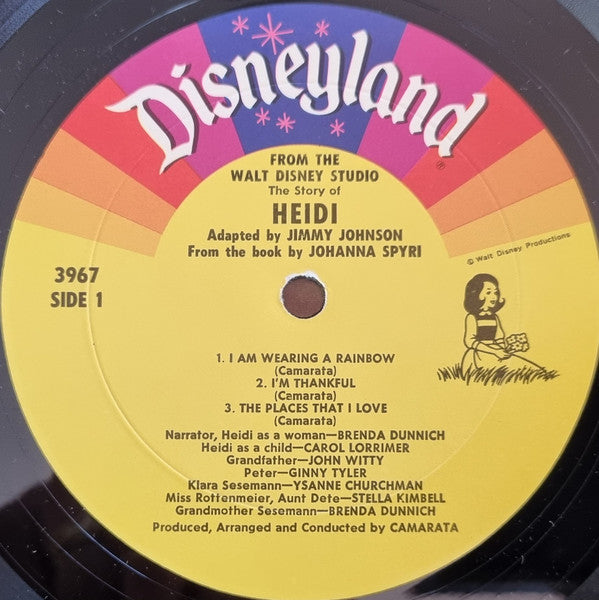 Disneyland
®
FROM THE
WALT DISNEY STUDIO
The Story of
HEIDI
Adapted by JIMMY JOHNSON
From the book by JOHANNA SPYRI
© Walt Disney Productions
3967
SIDE 1
1. I AM WEARING A RAINBOW
(Camarata)
2. I'M THANKFUL
(Camarata)
3. THE PLACES THAT I LOVE
(Camarata)
Narrator, Heidi as a woman—BRENDA DUNNICH
Heidi as a child—CAROL LORRIMER
Grandfather—JOHN WITTY
Peter—GINNY TYLER
Klara Sesemann—YSANNE CHURCHMAN
Miss Rottenmeier, Aunt Dete—STELLA KIMBELL
Grandmother Sesemann—BRENDA DUNNICH
Produced, Arranged and Conducted by CAMARATA